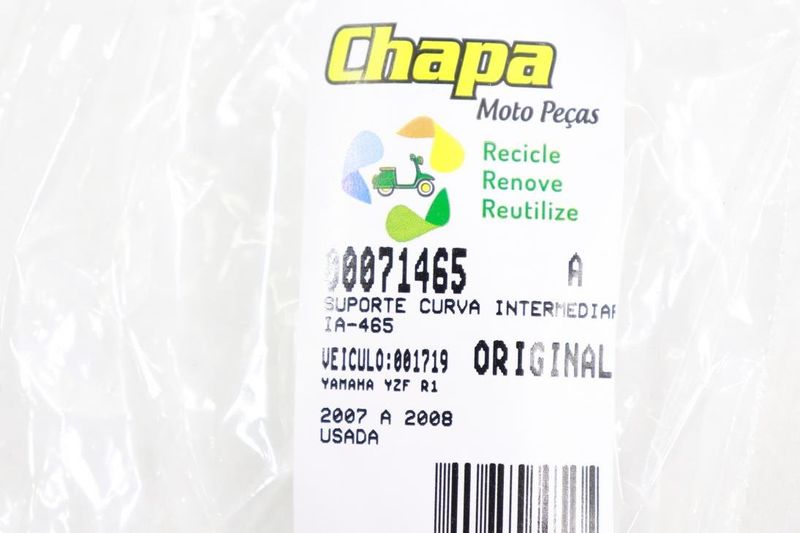 Chapa
Moto Peças
Recicle
Renove
Reutilize
00071465 A
SUPORTE CURVA INTERMEDIAR
IA-465
VEICULO:001719 ORIGINAL
YAMAHA YZF R1
2007 A 2008
USADA